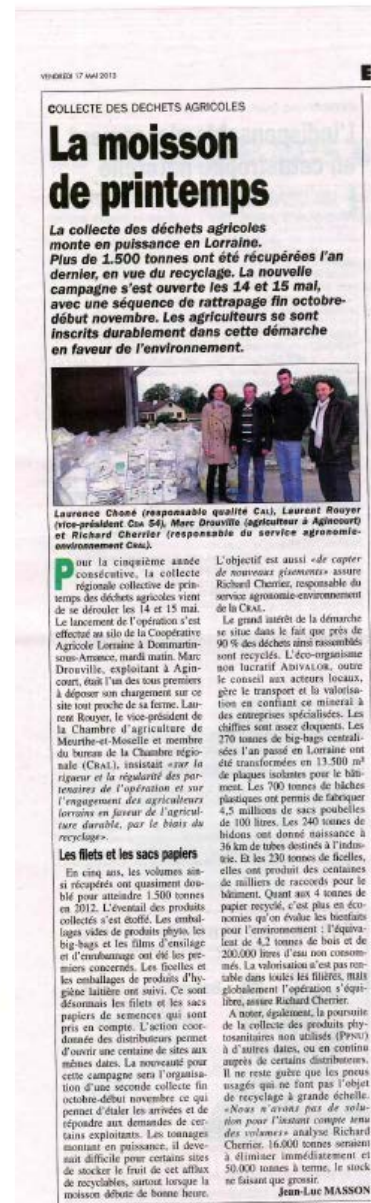 VENDREDI 17 MAI 2013
E
COLLECTE DES DECHETS AGRICOLES
La moisson
de printemps
La collecte des déchets agricoles
monte en puissance en Lorraine.
Plus de 1.500 tonnes ont été récupérées l'an
dernier, en vue du recyclage. La nouvelle
campagne s'est ouverte les 14 et 15 mai,
avec une séquence de rattrapage fin octobre-
début novembre. Les agriculteurs se sont
inscrits durablement dans cette démarche
en faveur de l'environnement.
Laurence Choné (responsable qualité CAL), Laurent Rouyer
(vice-président CDA 54), Marc Drouville (agriculteur à Agincourt)
et Richard Cherrier (responsable du service agronomie-
environnement CRAL).
Pour la cinquième année
consécutive, la collecte
régionale collective de prin-
temps des déchets agricoles vient
de se dérouler les 14 et 15 mai.
Le lancement de l'opération s'est
effectué au silo de la Coopérative
Agricole Lorraine à Dommartin-
sous-Amance, mardi matin. Marc
Drouville, exploitant à Agin-
court, était l'un des tous premiers
à déposer son chargement sur ce
site tout proche de sa ferme. Lau-
rent Rouyer, le vice-président de
la Chambre d'agriculture de
Meurthe-et-Moselle et membre
du bureau de la Chambre régio-
nale (CRAL), insistait «sur la
rigueur et la régularité des par-
tenaires de l'opération et sur
l'engagement des agriculteurs
lorrains en faveur de l'agricul-
ture durable, par le biais du
recyclage».
Les filets et les sacs papiers
En cinq ans, les volumes ain-
si récupérés ont quasiment dou-
blé pour atteindre 1.500 tonnes
en 2012. L'éventail des produits
collectés s'est étoffé. Les embal-
lages vides de produits phyto, les
big-bags et les films d'ensilage
et d'enrubannage ont été les pre-
miers concernés. Les ficelles et
les emballages de produits d'hy-
giène laitière ont suivi. Ce sont
désormais les filets et les sacs
papiers de semences qui sont
pris en compte. L'action coor-
donnée des distributeurs permet
d'ouvrir une centaine de sites aux
mêmes dates. La nouveauté pour
cette campagne sera l'organisa-
tion d'une seconde collecte fin
octobre-début novembre ce qui
permet d'étaler les arrivées et de
répondre aux demandes de cer-
tains exploitants. Les tonnages
montant en puissance, il deve-
nait difficile pour certains sites
de stocker le fruit de cet afflux
de recyclables, surtout lorsque la
moisson débute de bonne heure.
L'objectif est aussi «de capter
de nouveaux gisements» assure
Richard Cherrier, responsable du
service agronomie-environnement
de la CRAL.
Le grand intérêt de la démarche
se situe dans le fait que près de
90 % des déchets ainsi rassemblés
sont recyclés. L'éco-organisme
non lucratif ADIVALOR, outre
le conseil aux acteurs locaux,
gère le transport et la valorisa-
tion en confiant ce minerai à
des entreprises spécialisées. Les
chiffres sont assez éloquents. Les
270 tonnes de big-bags centrali-
sées l'an passé en Lorraine ont
été transformées en 13.500 m²
de plaques isolantes pour le bâti-
ment. Les 700 tonnes de bâches
plastiques ont permis de fabriquer
4,5 millions de sacs poubelles
de 100 litres. Les 240 tonnes de
bidons ont donné naissance à
36 km de tubes destinés à l'indus-
trie. Et les 230 tonnes de ficelles,
elles ont produit des centaines
de milliers de raccords pour le
bâtiment. Quant aux 4 tonnes de
papier recyclé, c'est plus en éco-
nomies qu'on évalue les bienfaits
pour l'environnement : l'équiva-
lent de 4,2 tonnes de bois et de
200.000 litres d'eau non consom-
més. La valorisation n'est pas ren-
table dans toutes les filières, mais
globalement l'opération s'équi-
libre, assure Richard Cherrier.
A noter, également, la poursuite
de la collecte des produits phy-
tosanitaires non utilisés (PPNU)
à d'autres dates, ou en continu
auprès de certains distributeurs.
Il ne reste guère que les pneus
usagés qui ne font pas l'objet
de recyclage à grande échelle.
«Nous n'avons pas de solu-
tion pour l'instant compte tenu
des volumes» analyse Richard
Cherrier. 16.000 tonnes seraient
à éliminer immédiatement et
50.000 tonnes à terme, le stock
ne faisant que grossir.
Jean-Luc MASSON